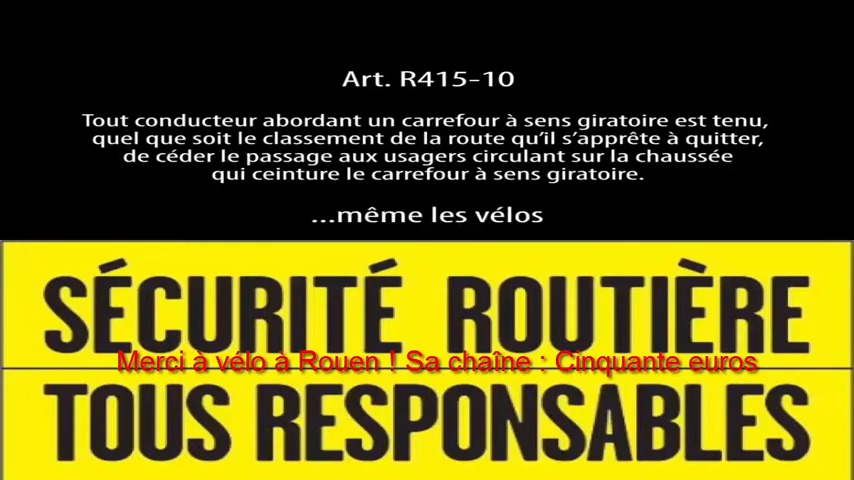 Art. R415-10
Tout conducteur abordant un carrefour à sens giratoire est tenu,
quel que soit le classement de la route qu'il s'apprête à quitter,
de céder le passage aux usagers circulant sur la chaussée
qui ceinture le carrefour à sens giratoire.
...même les vélos
SÉCURITÉ ROUTIÈRE
Merci à vélo à Rouen ! Sa chaîne : Cinquante euros
TOUS RESPONSABLES